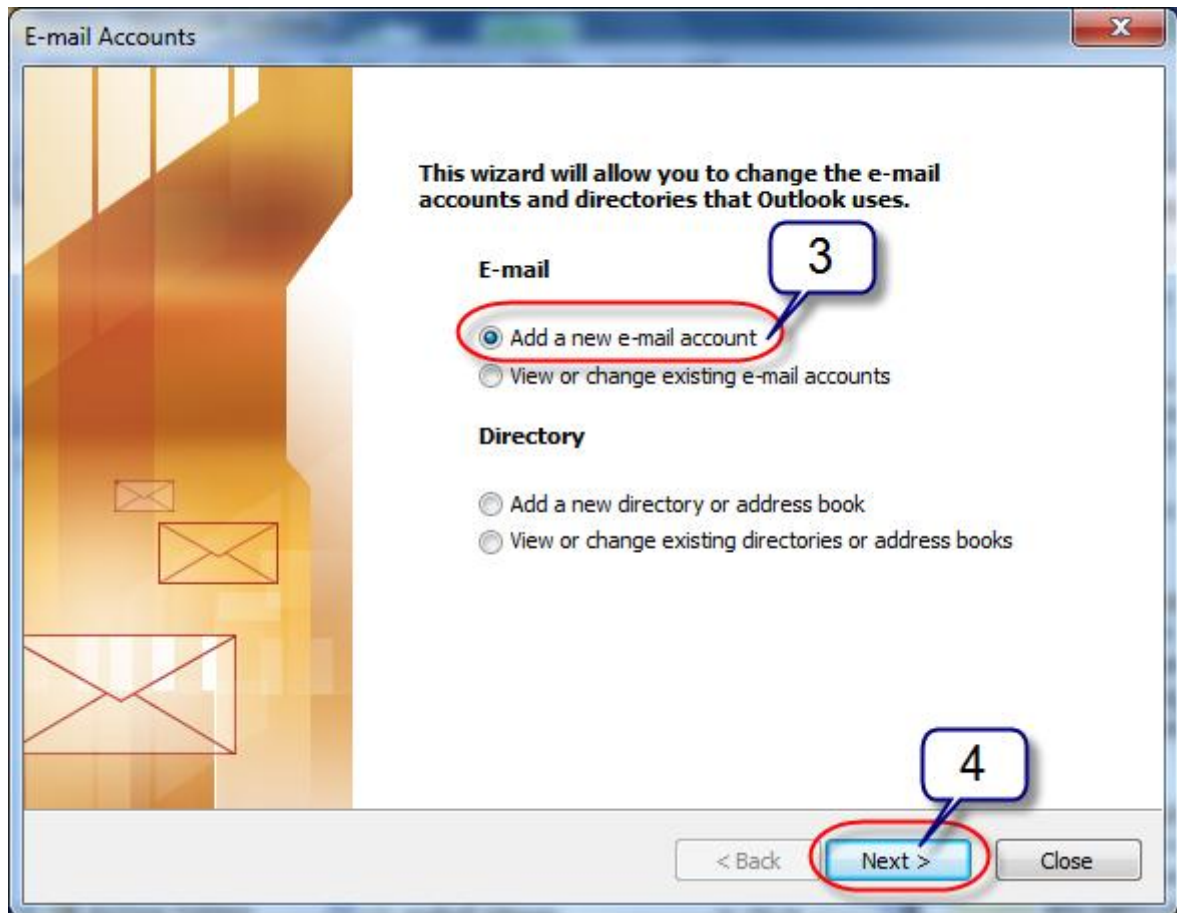 E-mail Accounts
This wizard will allow you to change the e-mail
accounts and directories that Outlook uses.
3
E-mail
Add a new e-mail account
View or change existing e-mail accounts
Directory
Add a new directory or address book
View or change existing directories or address books
4
< Back
Next >
Close